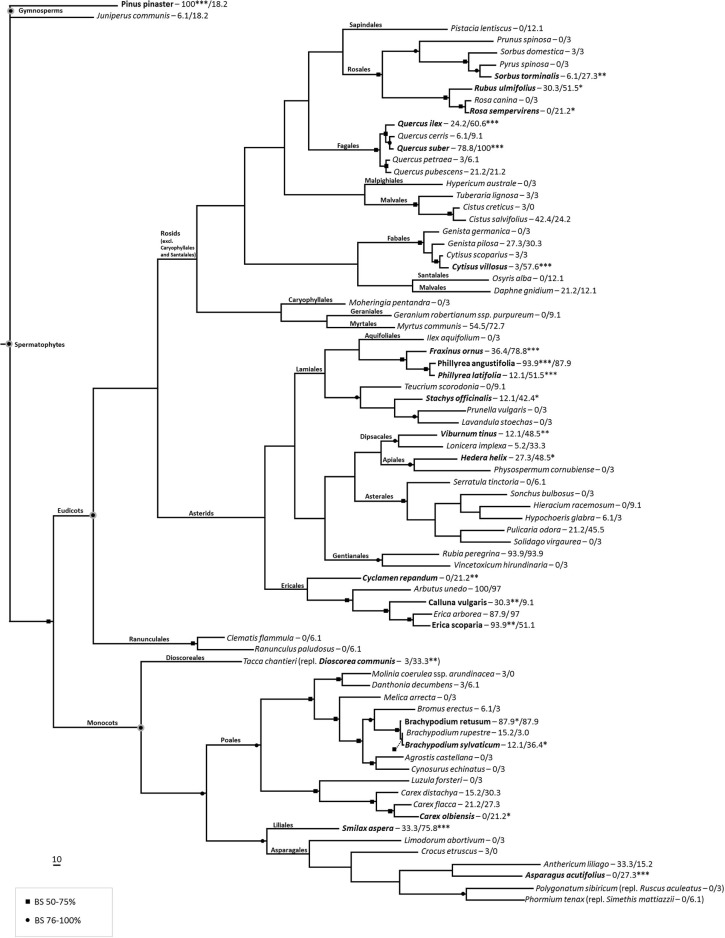 Pinus pinaster – 100***/18.2
Gymnosperms
Juniperus communis – 6.1/18.2
Sapindales
Pistacia lentiscus – 0/12.1
Prunus spinosa – 0/3
Sorbus domestica – 3/3
Rosales
Pyrus spinosa – 0/3
Sorbus torminalis – 6.1/27.3**
Rubus ulmifolius – 30.3/51.5*
Rosa canina – 0/3
Rosa sempervirens – 0/21.2*
Quercus ilex – 24.2/60.6***
Quercus cerris – 6.1/9.1
Fagales
Quercus suber – 78.8/100***
Quercus petraea – 3/6.1
Quercus pubescens – 21.2/21.2
Malpighiales
Hypericum australe – 0/3
Tuberaria lignosa – 3/3
Malvales
Cistus creticus – 3/0
Cistus salvifolius – 42.4/24.2
Rosids
(excl.
Caryophyllales
and Santalales)
Genista germanica – 0/3
Fabales
Genista pilosa – 27.3/30.3
Cytisus scoparius – 3/3
Cytisus villosus – 3/57.6***
Santalales
Osyris alba – 0/12.1
Malvales
Daphne gnidium – 21.2/12.1
Caryophyllales
Moheringia pentandra – 0/3
Geraniales
Geranium robertianum ssp. purpureum – 0/9.1
Myrtales
Myrtus communis – 54.5/72.7
Aquifoliales
Ilex aquifolium – 0/3
Spermatophytes
Fraxinus ornus – 36.4/78.8***
Phillyrea angustifolia – 93.9***/87.9
Lamiales
Phillyrea latifolia – 12.1/51.5***
Teucrium scorodonia – 0/9.1
Stachys officinalis – 12.1/42.4*
Prunella vulgaris – 0/3
Lavandula stoechas – 0/3
Dipsacales
Viburnum tinus – 12.1/48.5**
Lonicera implexa – 5.2/33.3
Apiales
Hedera helix – 27.3/48.5*
Physospermum cornubiense – 0/3
Asterales
Serratula tinctoria – 0/6.1
Sonchus bulbosus – 0/3
Hieracium racemosum – 0/9.1
Eudicots
Asterids
Hypochoeris glabra – 6.1/3
Pulicaria odora – 21.2/45.5
Solidago virgaurea – 0/3
Gentianales
Rubia peregrina – 93.9/93.9
Vincetoxicum hirundinaria – 0/3
Ericales
Cyclamen repandum – 0/21.2**
Arbutus unedo – 100/97
Calluna vulgaris – 30.3**/9.1
Erica arborea – 87.9/97
Erica scoparia – 93.9**/51.1
Ranunculales
Clematis flammula – 0/6.1
Ranunculus paludosus – 0/6.1
Dioscoreales
Tacca chantieri (repl. Dioscorea communis – 3/33.3**)
Molinia coerulea ssp. arundinacea – 3/0
Danthonia decumbens – 3/6.1
Melica arrecta – 0/3
Bromus erectus – 6.1/3
Monocots
Brachypodium retusum – 87.9*/87.9
Brachypodium rupestre – 15.2/3.0
Poales
Brachypodium sylvaticum – 12.1/36.4*
Agrostis castellana – 0/3
Cynosurus echinatus – 0/3
Luzula forsteri – 0/3
Carex distachya – 15.2/30.3
Carex flacca – 21.2/27.3
Carex olbiensis – 0/21.2*
Liliales
Smilax aspera – 33.3/75.8***
Limodorum abortivum – 0/3
Asparagales
Crocus etruscus – 3/0
Anthericum liliago – 33.3/15.2
10
Asparagus acutifolius – 0/27.3***
Polygonatum sibiricum (repl. Ruscus aculeatus – 0/3)
Phormium tenax (repl. Simethis mattiazzii – 0/6.1)
BS 50-75%
BS 76-100%